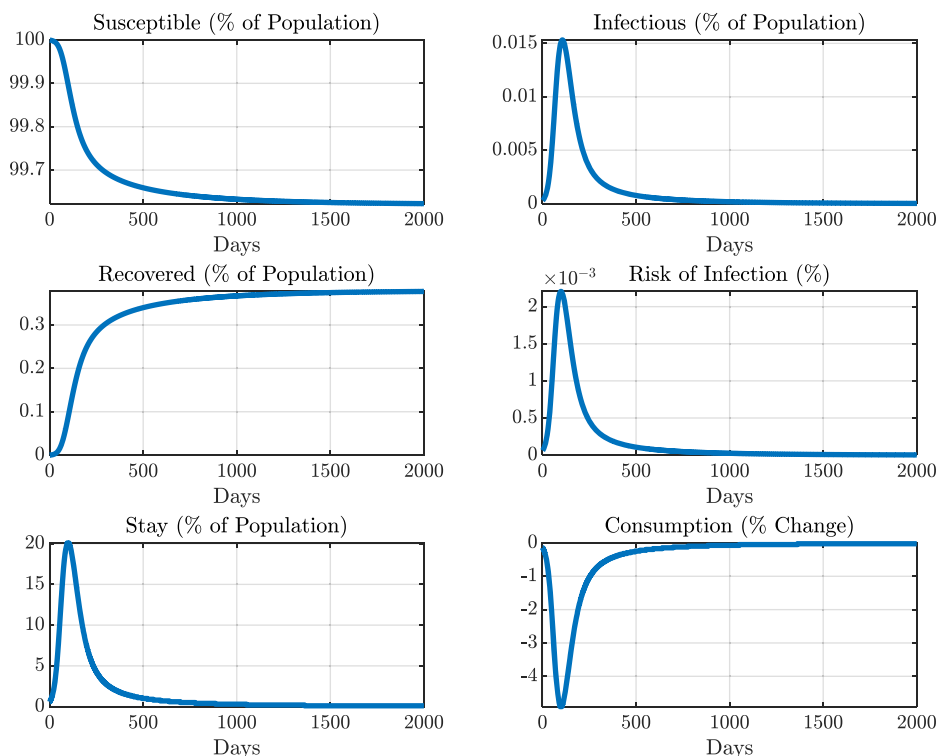 Susceptible (% of Population)
100
99.9
99.8
99.7
0 500 1000 1500 2000
Days
Infectious (% of Population)
0.015
0.01
0.005
0
0 500 1000 1500 2000
Days
Recovered (% of Population)
0.3
0.2
0.1
0
0 500 1000 1500 2000
Days
×10⁻³ Risk of Infection (%)
2
1.5
1
0.5
0
0 500 1000 1500 2000
Days
Stay (% of Population)
20
15
10
5
0
0 500 1000 1500 2000
Days
Consumption (% Change)
0
-1
-2
-3
-4
0 500 1000 1500 2000
Days